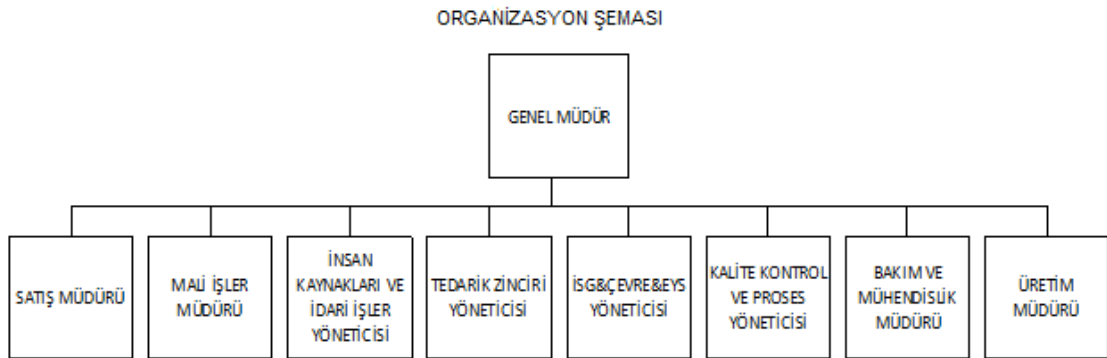 ORGANİZASYON ŞEMASI
GENEL MÜDÜR
SATIŞ MÜDÜRÜ
MALİ İŞLER
MÜDÜRÜ
İNSAN
KAYNAKLARI VE
İDARİ İŞLER
YÖNETİCİSİ
TEDARİK ZİNCİRİ
YÖNETİCİSİ
İSG&ÇEVRE&EYS
YÖNETİCİSİ
KALİTE KONTROL
VE PROSES
YÖNETİCİSİ
BAKIM VE
MÜHENDİSLİK
MÜDÜRÜ
ÜRETİM
MÜDÜRÜ